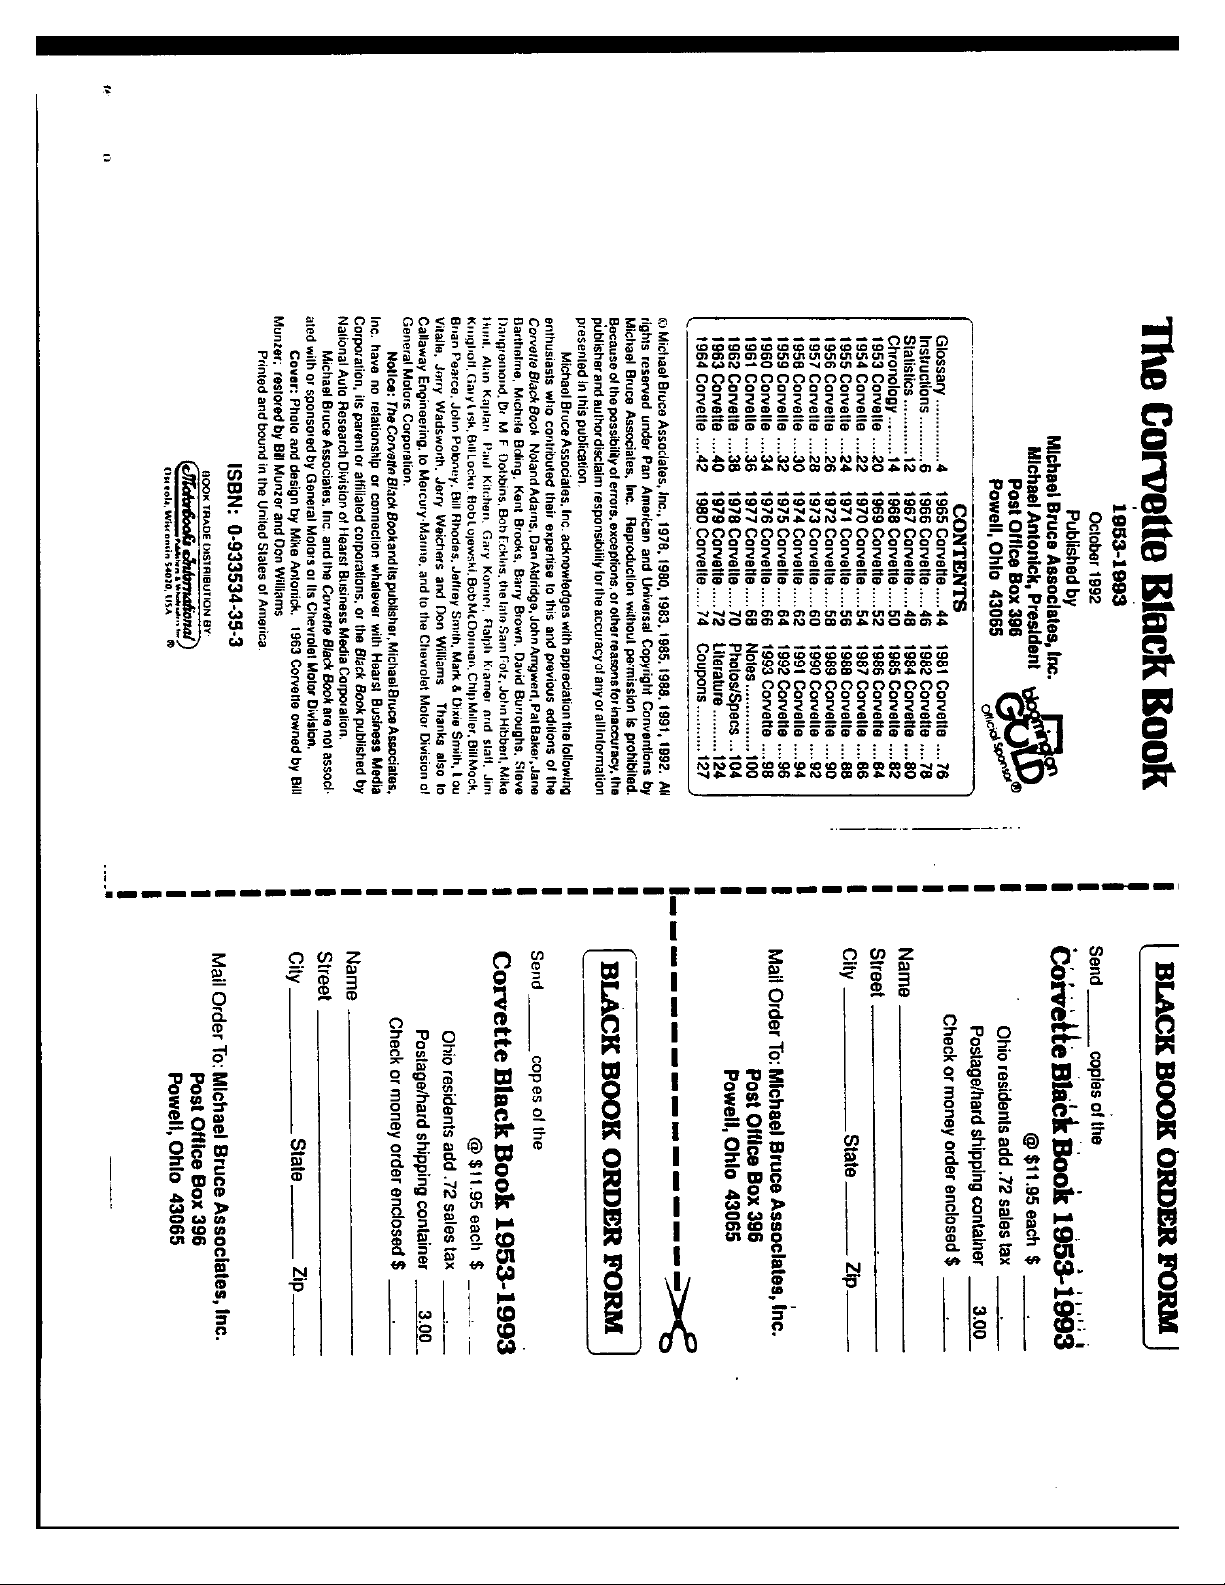 The Corvette Black Book
1953-1993
October 1992
Published by
Michael Bruce Associates, Inc.
Michael Antonick, President
Post Office Box 396
Powell, Ohio 43065
bloomington
GOLD
Official Sponsor ®
CONTENTS
Glossary .............. 4
Instructions ......... 6
Statistics ............ 12
Chronology ........ 14
1953 Corvette .... 20
1954 Corvette .... 22
1955 Corvette .... 24
1956 Corvette .... 26
1957 Corvette .... 28
1958 Corvette .... 30
1959 Corvette .... 32
1960 Corvette .... 34
1961 Corvette .... 36
1962 Corvette .... 38
1963 Corvette .... 40
1964 Corvette .... 42
1965 Corvette .... 44
1966 Corvette .... 46
1967 Corvette .... 48
1968 Corvette .... 50
1969 Corvette .... 52
1970 Corvette .... 54
1971 Corvette .... 56
1972 Corvette .... 58
1973 Corvette .... 60
1974 Corvette .... 62
1975 Corvette .... 64
1976 Corvette .... 66
1977 Corvette .... 68
1978 Corvette .... 70
1979 Corvette .... 72
1980 Corvette .... 74
1981 Corvette .... 76
1982 Corvette .... 78
1984 Corvette .... 80
1985 Corvette .... 82
1986 Corvette .... 84
1987 Corvette .... 86
1988 Corvette .... 88
1989 Corvette .... 90
1990 Corvette .... 92
1991 Corvette .... 94
1992 Corvette .... 96
1993 Corvette .... 98
Notes ................ 100
Photos/Specs ... 104
Literature .......... 124
Coupons .......... 127
© Michael Bruce Associates, Inc., 1978, 1980, 1983, 1985, 1988, 1991, 1992. All
rights reserved under Pan American and Universal Copyright Conventions by
Michael Bruce Associates, Inc. Reproduction without permission is prohibited.
Because of the possibility of errors, exceptions, or other reasons for inaccuracy, the
publisher and author disclaim responsibility for the accuracy of any or all information
presented in this publication.
Michael Bruce Associates, Inc. acknowledges with appreciation the following
enthusiasts who contributed their expertise to this and previous editions of the
Corvette Black Book: Noland Adams, Dan Aldridge, John Amgwert, Pat Baker, Jane
Barthelme, Michele Boling, Kent Brooks, Barry Brown, David Burroughs, Steve
Dangremond, Dr. M. F. Dobbins, Bob Eckles, the late Sam Folz, John Hibbert, Mike
Hunt, Alan Kaplan, Paul Kitchen, Gary Konner, Ralph Kramer and staff, Jim
Krughoff, Gary Lisk, Bill Locke, Bob Lojewski, Bob McDorman, Chip Miller, Bill Mock,
Brian Pearce, John Poloney, Bill Rhodes, Jeffrey Smith, Mark & Dixie Smith, Lou
Vitalle, Jerry Wadsworth, Jerry Weichers and Don Williams. Thanks also to
Callaway Engineering, to Mercury-Marine, and to the Chevrolet Motor Division of
General Motors Corporation.
Notice: The Corvette Black Book and its publisher, Michael Bruce Associates,
Inc. have no relationship or connection whatever with Hearst Business Media
Corporation, its parent or affiliated corporations, or the Black Book published by
National Auto Research Division of Hearst Business Media Corporation.
Michael Bruce Associates, Inc. and the Corvette Black Book are not associ-
ated with or sponsored by General Motors or its Chevrolet Motor Division.
Cover: Photo and design by Mike Antonick. 1963 Corvette owned by Bill
Munzer, restored by Bill Munzer and Don Williams
Printed and bound in the United States of America.
ISBN: 0-933534-35-3
BOOK TRADE DISTRIBUTION BY
Motorbooks International
Publishers & Wholesalers Inc
Osceola, Wisconsin 54020, USA ®
BLACK BOOK ORDER FORM
Send ____ copies of the
Corvette Black Book 1953-1993
@ $11.95 each $ ____
Ohio residents add .72 sales tax ____
Postage/hard shipping container 3.00
Check or money order enclosed $ ____
Name ____
Street ____
City ____ State ____ Zip ____
Mail Order To: Michael Bruce Associates, Inc.
Post Office Box 396
Powell, Ohio 43065
BLACK BOOK ORDER FORM
Send ____ copies of the
Corvette Black Book 1953-1993
@ $11.95 each $ ____
Ohio residents add .72 sales tax ____
Postage/hard shipping container 3.00
Check or money order enclosed $ ____
Name ____
Street ____
City ____ State ____ Zip ____
Mail Order To: Michael Bruce Associates, Inc.
Post Office Box 396
Powell, Ohio 43065